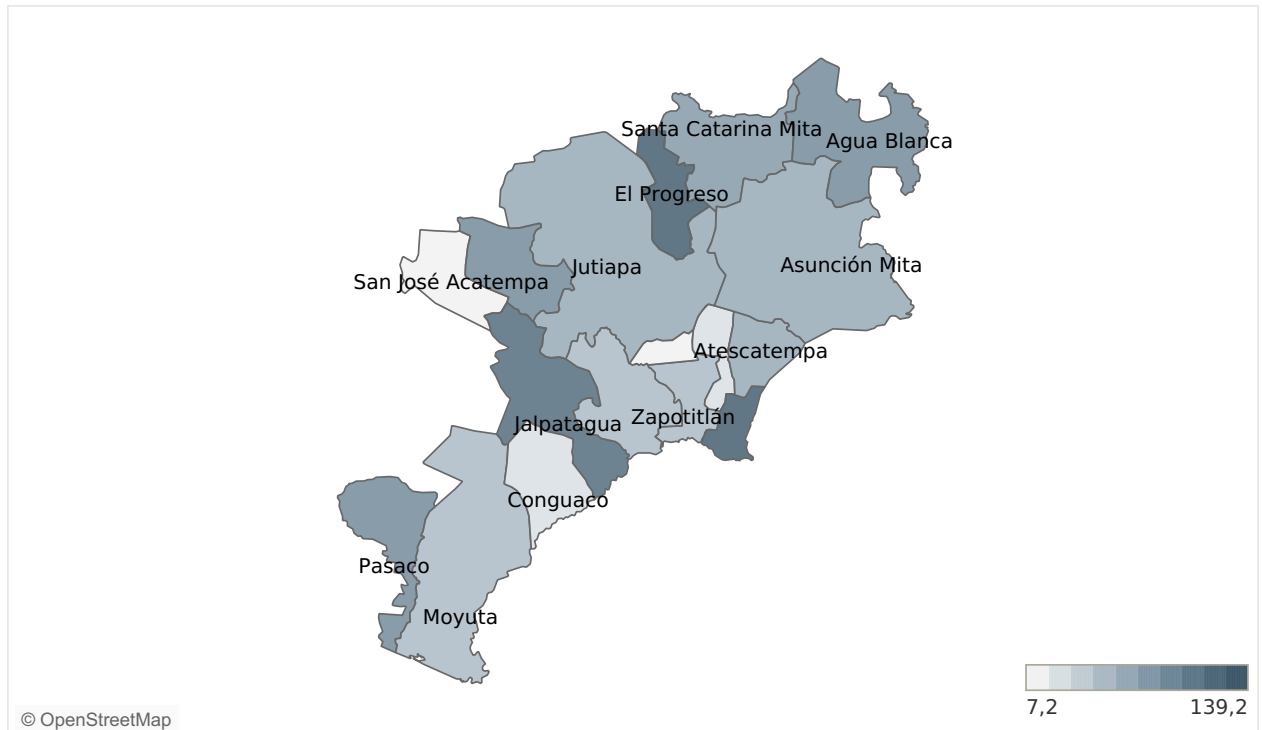 Santa Catarina Mita
Agua Blanca
El Progreso
Asunción Mita
Jutiapa
San José Acatempa
Atescatempa
Zapotitlán
Jalpatagua
Conguaco
Pasaco
Moyuta
7,2
139,2
© OpenStreetMap